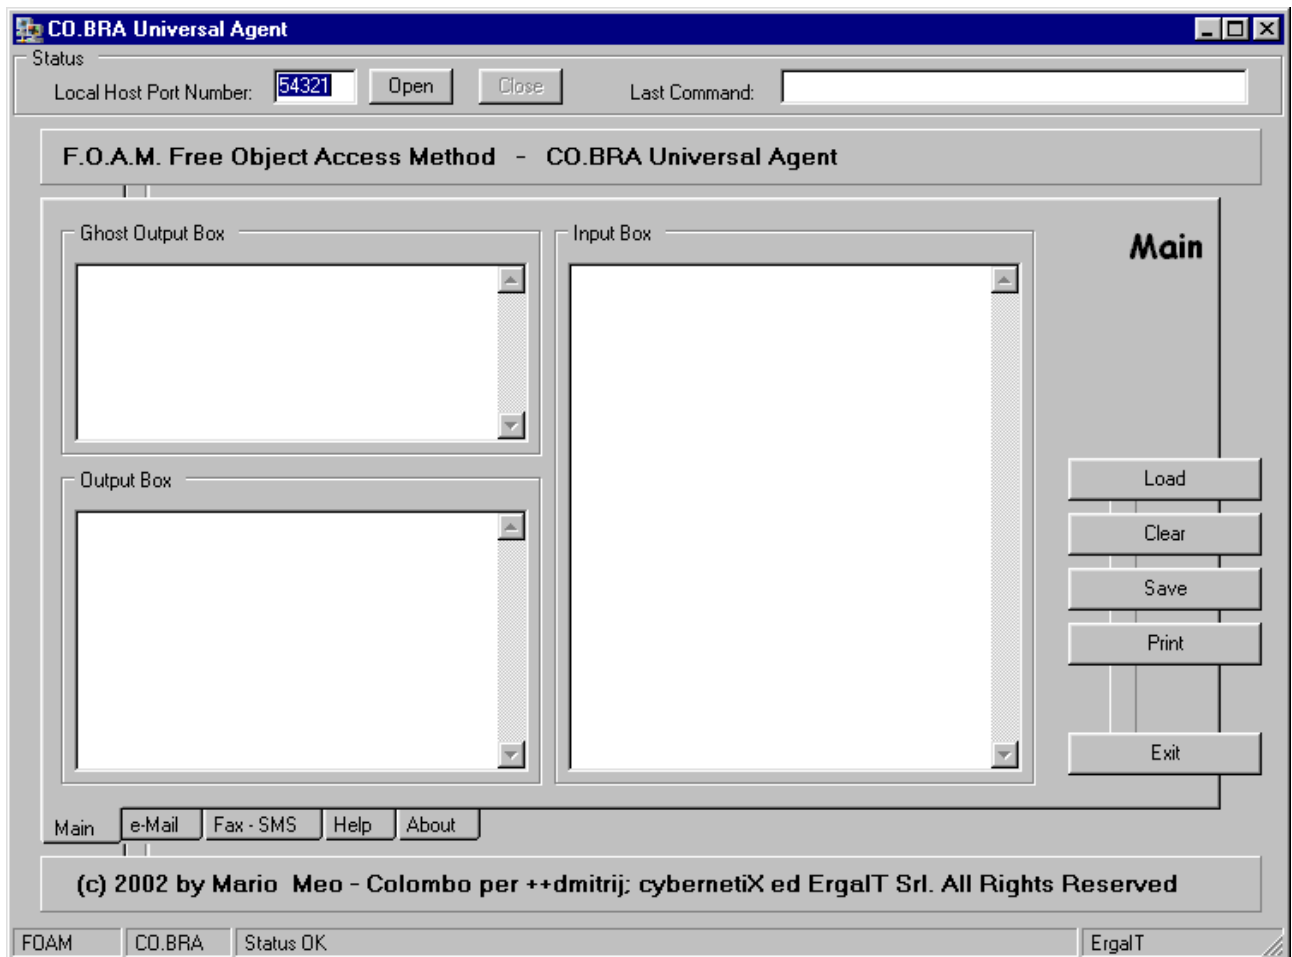 CO.BRA Universal Agent
Status
Local Host Port Number: 54321 Open Close Last Command:
F.O.A.M. Free Object Access Method - CO.BRA Universal Agent
Ghost Output Box
Input Box
Main
Output Box
Load
Clear
Save
Print
Exit
Main e-Mail Fax - SMS Help About
(c) 2002 by Mario Meo - Colombo per ++dmitrij; cybernetiX ed ErgaIT Srl. All Rights Reserved
FOAM CO.BRA Status OK ErgaIT